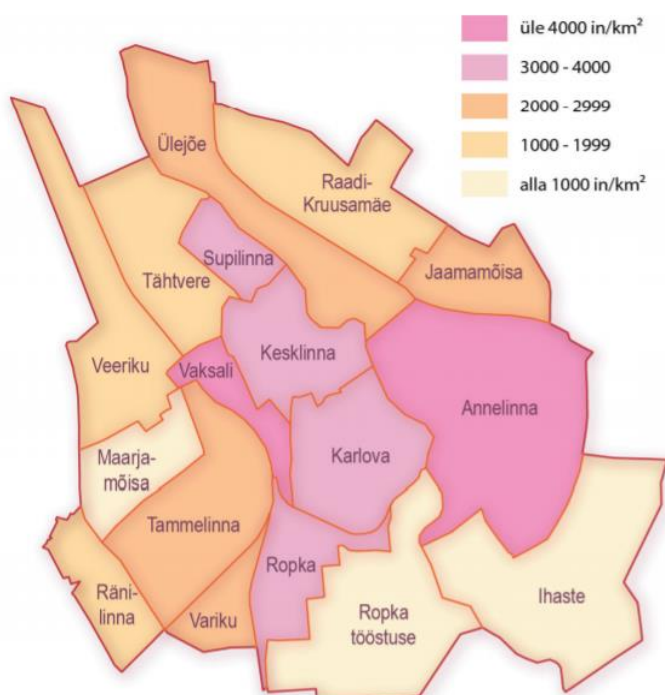 üle 4000 in/km²
3000 - 4000
2000 - 2999
1000 - 1999
alla 1000 in/km²
Ülejõe
Raadi-
Kruusamäe
Supilinna
Jaamamõisa
Tähtvere
Kesklinna
Veeriku
Vaksali
Annelinna
Karlova
Maarja-
mõisa
Tammelinna
Ropka
Räni-
linna
Variku
Ropka
tööstuse
Ihaste